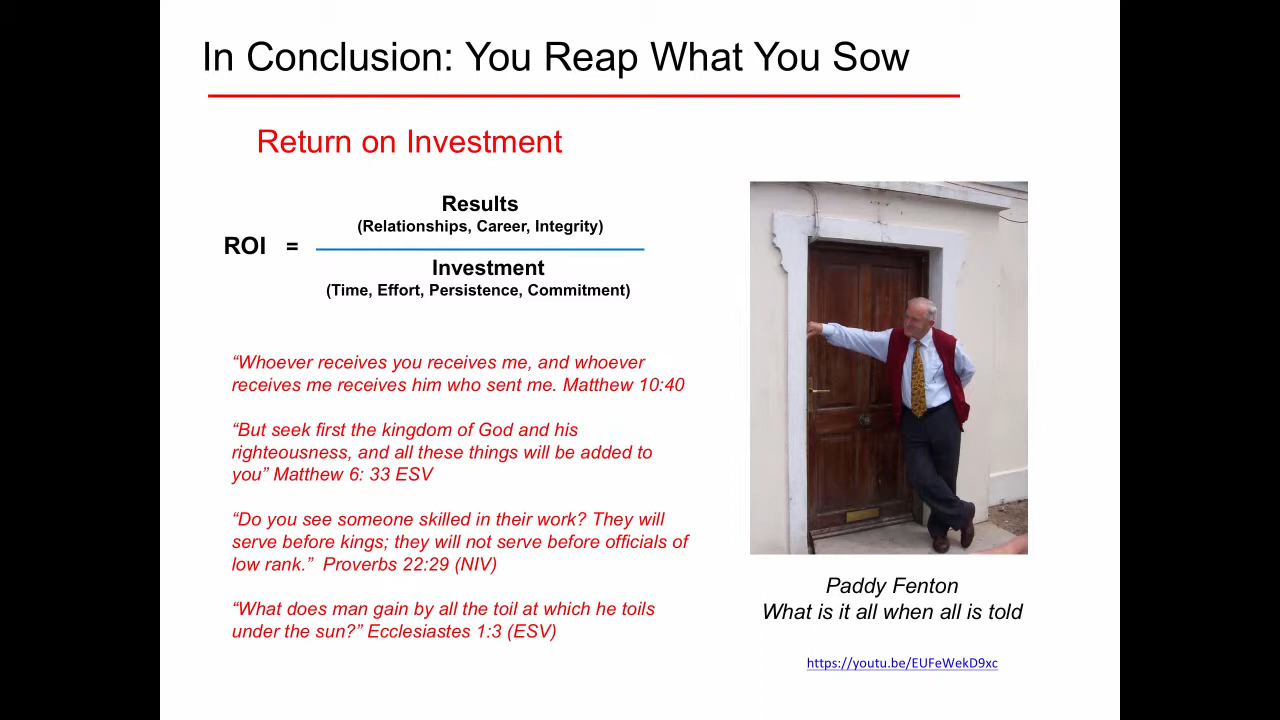 In Conclusion: You Reap What You Sow
Return on Investment
Results
(Relationships, Career, Integrity)
ROI =
Investment
(Time, Effort, Persistence, Commitment)
“Whoever receives you receives me, and whoever
receives me receives him who sent me. Matthew 10:40
“But seek first the kingdom of God and his
righteousness, and all these things will be added to
you” Matthew 6: 33 ESV
“Do you see someone skilled in their work? They will
serve before kings; they will not serve before officials of
low rank.”  Proverbs 22:29 (NIV)
“What does man gain by all the toil at which he toils
under the sun?” Ecclesiastes 1:3 (ESV)
Paddy Fenton
What is it all when all is told
https://youtu.be/EUFeWekD9xc